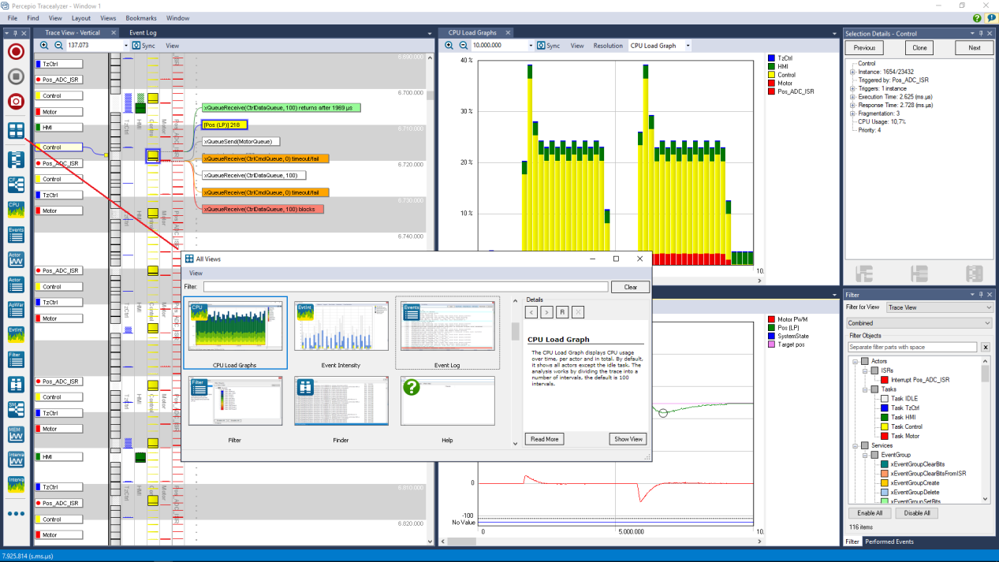 Percepio Tracealyzer - Window 1
File Find View Layout Views Bookmarks Window
Trace View - Vertical
Event Log
137.073
Sync
View
TzCtrl
Pos_ADC_ISR
Control
Motor
HMI
Control
Pos_ADC_ISR
Control
TzCtrl
Motor
Pos_ADC_ISR
Control
TzCtrl
Motor
Pos_ADC_ISR
Control
TzCtrl
Motor
HMI
TzCtrl
Pos_ADC_ISR
Control
Motor
CPU
Events
Actor
Actor
EvtInt
Filter
MEM
6.690.000
6.700.000
6.710.000
6.720.000
6.730.000
6.740.000
6.810.000
6.820.000
xQueueReceive(CtrlDataQueue, 100) returns after 1969 µs
[Pos (LP)] 218
xQueueSend(MotorQueue)
xQueueReceive(CtrlCmdQueue, 0) timeout/fail
xQueueReceive(CtrlDataQueue, 100)
xQueueReceive(CtrlCmdQueue, 0) timeout/fail
xQueueReceive(CtrlDataQueue, 100) blocks
CPU Load Graphs
10.000.000
Sync
View
Resolution
CPU Load Graph
40 %
30 %
20 %
10 %
10.
TzCtrl
HMI
Control
Motor
Pos_ADC_ISR
All Views
View
Filter:
Clear
CPU
CPU Load Graphs
EvtInt
Event Intensity
Events
Event Log
Filter
Filter
Finder
Help
Details
R
X
CPU Load Graph
The CPU Load Graph displays CPU usage
over time, per actor and in total. By default,
it shows all actors except the idle task. The
analysis works by dividing the trace into a
number of intervals, the default is 100
intervals.
Read More
Show View
Motor PWM
Pos (LP)
SystemState
Target pos
0
-100
No Value
0
5.000.000
10.
Selection Details - Control
Previous
Clone
Next
Control
Instance: 1654/23432
Triggered by: Pos_ADC_ISR
Triggers: 1 instance
Execution Time: 2.625 (ms.µs)
Response Time: 2.728 (ms.µs)
Fragmentation: 3
CPU Usage: 10,7%
Priority: 4
Filter
Filter for View
Trace View
Combined
Filter Objects
Separate filter parts with space
x
Actors
ISRs
Interrupt Pos_ADC_ISR
Tasks
Task IDLE
Task TzCtrl
Task HMI
Task Control
Task Motor
Services
EventGroup
xEventGroupClearBits
xEventGroupClearBitsFromISR
xEventGroupCreate
xEventGroupDelete
xEventGroupSetBits
Enable All
Disable All
116 items
Filter
Performed Events
7.925.814 (s.ms.µs)